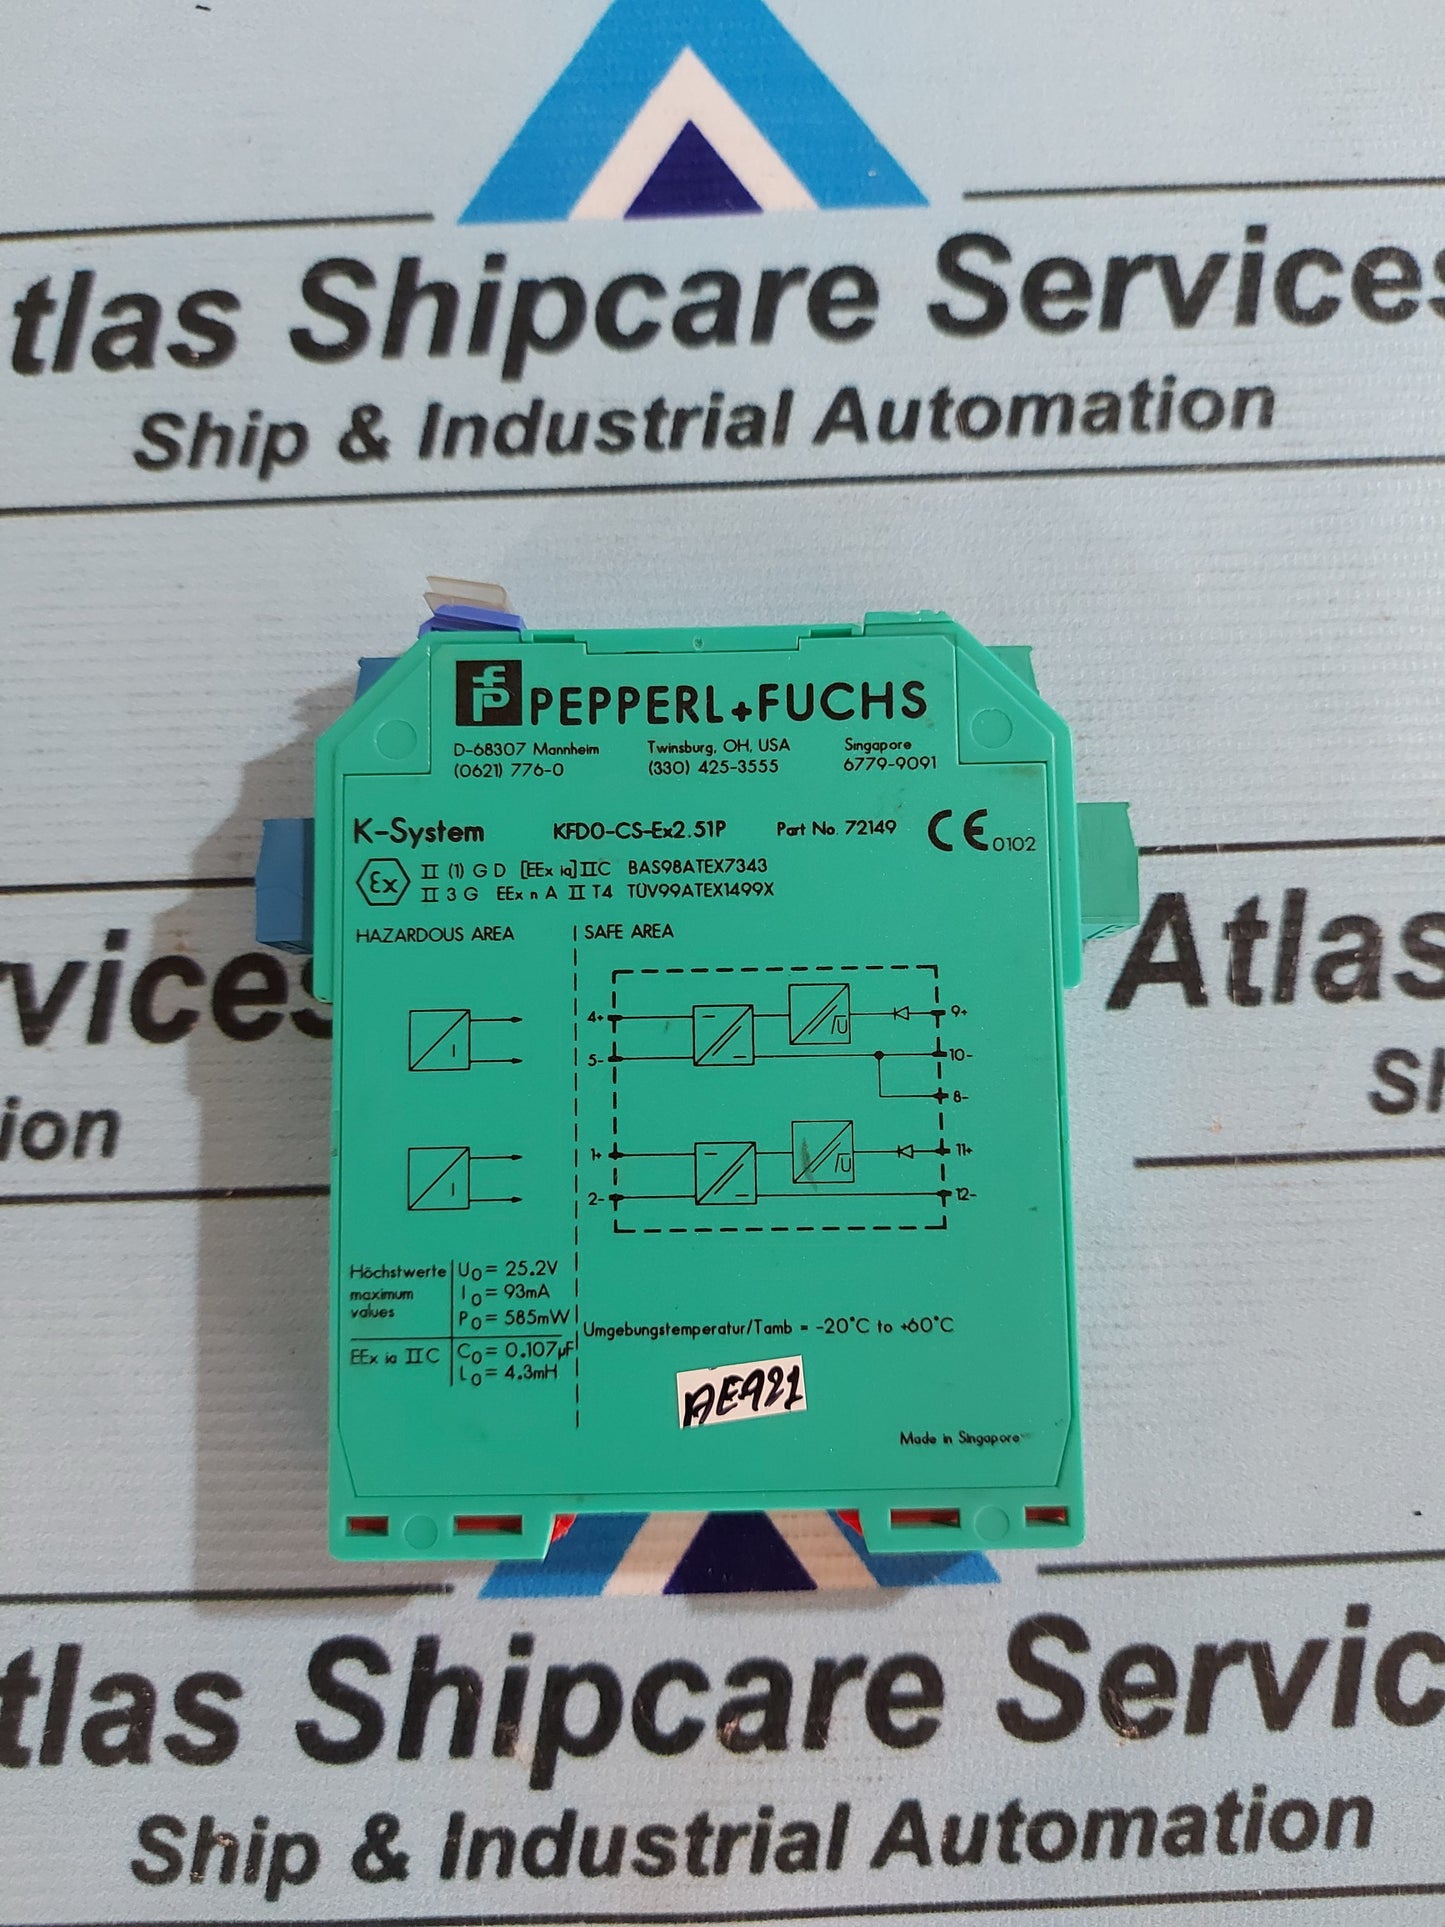 tlas Shipcare Services
Ship & Industrial Automation
PEPPERL+FUCHS
D-68307 Mannheim Twinsburg, OH, USA Singapore
(0621) 776-0 (330) 425-3555 6779-9091
K-System KFD0-CS-Ex2.51P Part No. 72149 CE 0102
Ex II (1) G D [EEx ia] IIC BAS98ATEX7343
II 3 G EEx n A II T4 TÜV99ATEX1499X
HAZARDOUS AREA SAFE AREA
4+ 9+
I /U
5- 10-
8-
1+ 11+
I /U
2- 12-
Höchstwerte U0 = 25.2V
maximum I0 = 93mA
values P0 = 585mW
EEx ia IIC C0 = 0.107µF
L0 = 4.3mH
Umgebungstemperatur/Tamb = -20°C to +60°C
AEA21
Made in Singapore
rvices
ion
Atlas
Sh
tlas Shipcare Servic
Ship & Industrial Automation